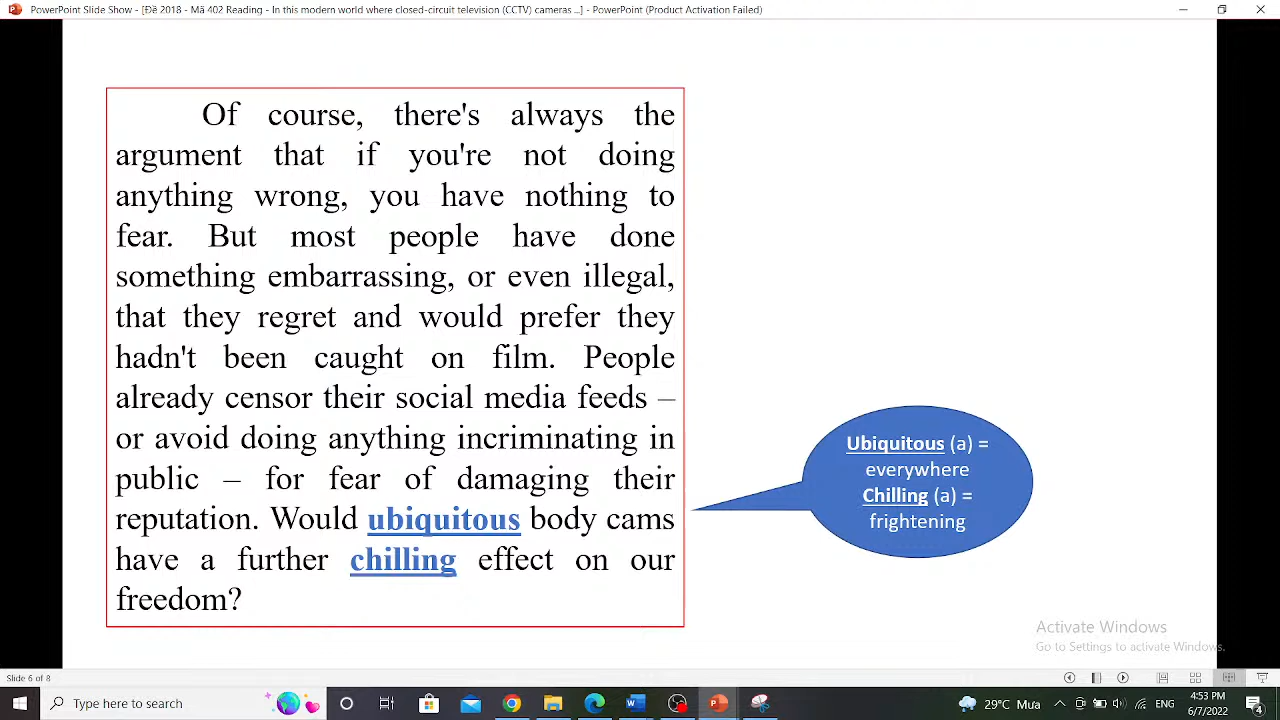 PowerPoint Slide Show - [Đề 2018 - Mã 402 Reading - In this modern world where closed-circuit television (CCTV) cameras ...] - PowerPoint (Product Activation Failed)
Of course, there's always the
argument that if you're not doing
anything wrong, you have nothing to
fear. But most people have done
something embarrassing, or even illegal,
that they regret and would prefer they
hadn't been caught on film. People
already censor their social media feeds –
or avoid doing anything incriminating in
public – for fear of damaging their
reputation. Would ubiquitous body cams
have a further chilling effect on our
freedom?
Ubiquitous (a) =
everywhere
Chilling (a) =
frightening
Activate Windows
Go to Settings to activate Windows.
Slide 6 of 8
Type here to search
29°C Mưa
ENG
4:53 PM
6/7/2022
4